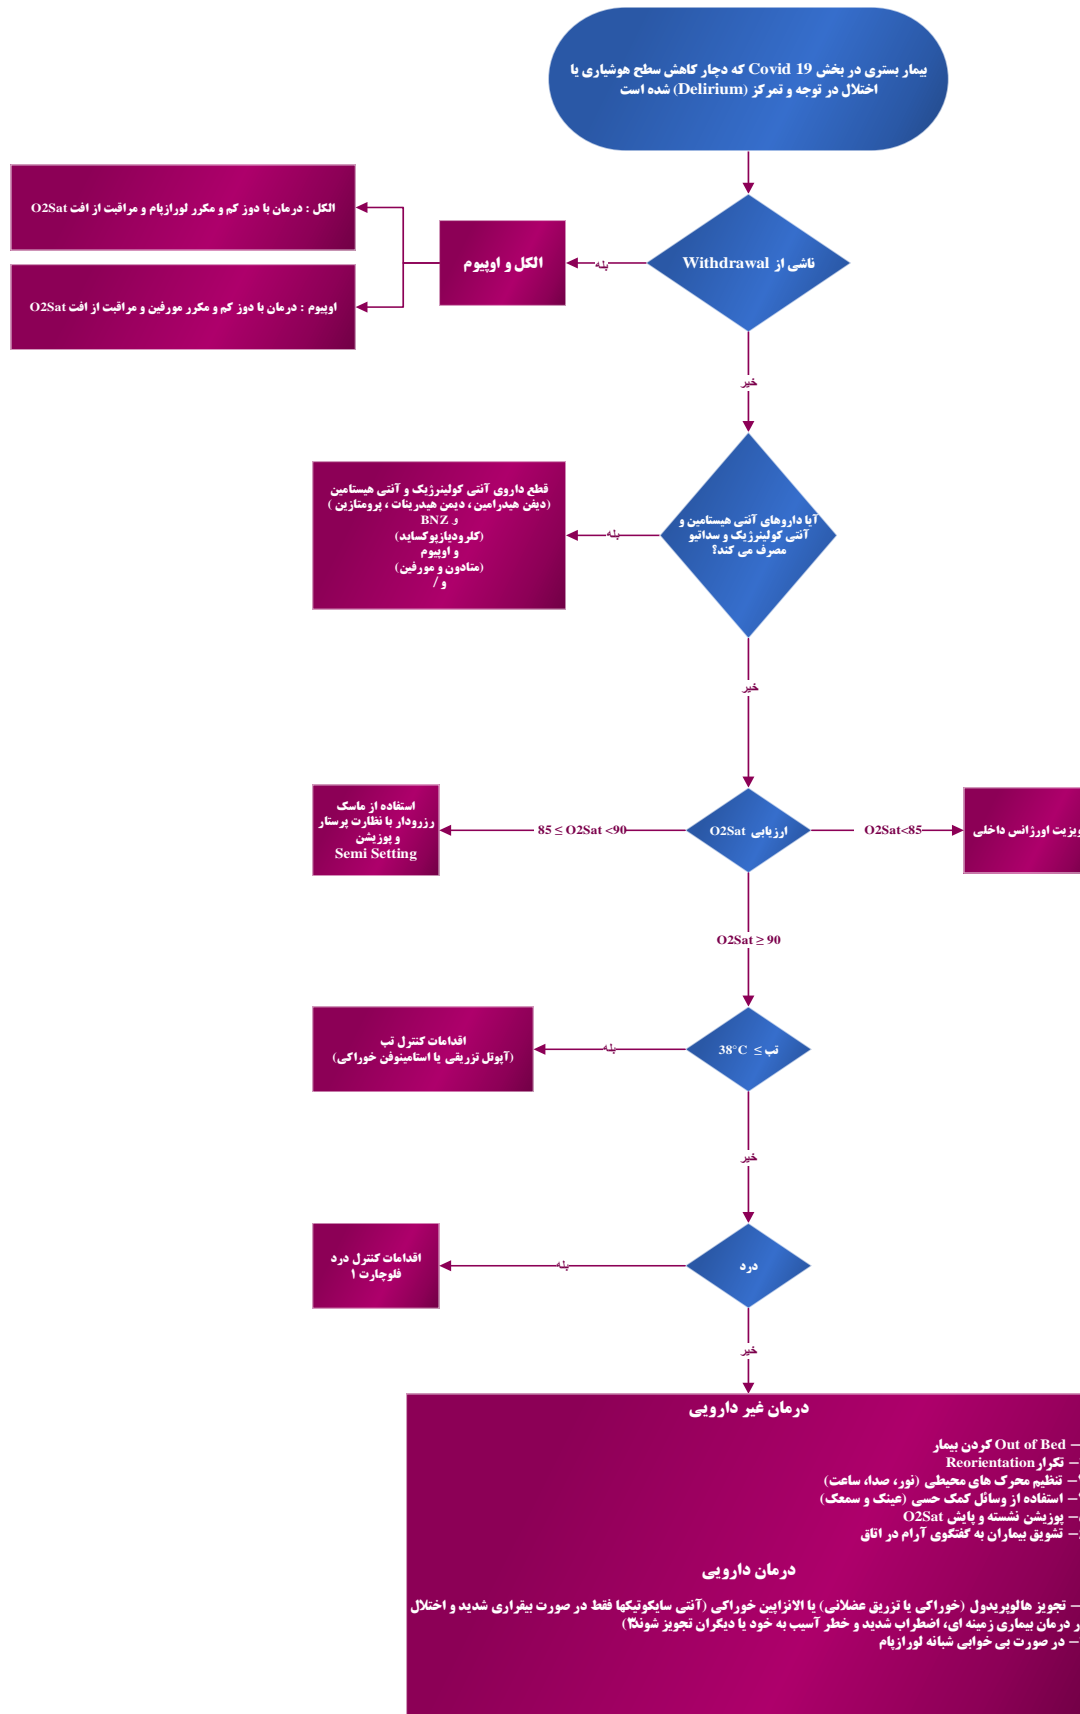 بیمار بستری در بخش Covid 19 که دچار کاهش سطح هوشیاری یا
اختلال در توجه و تمرکز (Delirium) شده است
ناشی از Withdrawal
بله
الکل و اوپیوم
الکل : درمان با دوز کم و مکرر لورازپام و مراقبت از افت O2Sat
اوپیوم : درمان با دوز کم و مکرر مورفین و مراقبت از افت O2Sat
خیر
آیا داروهای آنتی هیستامین و
آنتی کولینرژیک و سداتیو
مصرف می کند؟
بله
قطع داروی آنتی کولینرژیک و آنتی هیستامین
(دیفن هیدرامین ، دیمن هیدرینات ، پرومتازین )
و BNZ
(کلرودیازپوکساید)
و اوپیوم
(متادون و مورفین)
و /
خیر
ارزیابی O2Sat
O2Sat<85
ویزیت اورژانس داخلی
85 ≤ O2Sat <90
استفاده از ماسک
رزرودار با نظارت پرستار
و پوزیشن
Semi Setting
O2Sat ≥ 90
تب ≥ 38°C
بله
اقدامات کنترل تب
(آپوتل تزریقی یا استامینوفن خوراکی)
خیر
درد
بله
اقدامات کنترل درد
فلوچارت ۱
خیر
درمان غیر دارویی
– Out of Bed کردن بیمار
– تکرار Reorientation
– تنظیم محرک های محیطی (نور، صدا، ساعت)
– استفاده از وسائل کمک حسی (عینک و سمعک)
– پوزیشن نشسته و پایش O2Sat
– تشویق بیماران به گفتگوی آرام در اتاق
درمان دارویی
– تجویز هالوپریدول (خوراکی یا تزریق عضلانی) یا الانزاپین خوراکی (آنتی سایکوتیکها فقط در صورت بیقراری شدید و اختلال
در درمان بیماری زمینه ای، اضطراب شدید و خطر آسیب به خود یا دیگران تجویز شوند)
– در صورت بی خوابی شبانه لورازپام